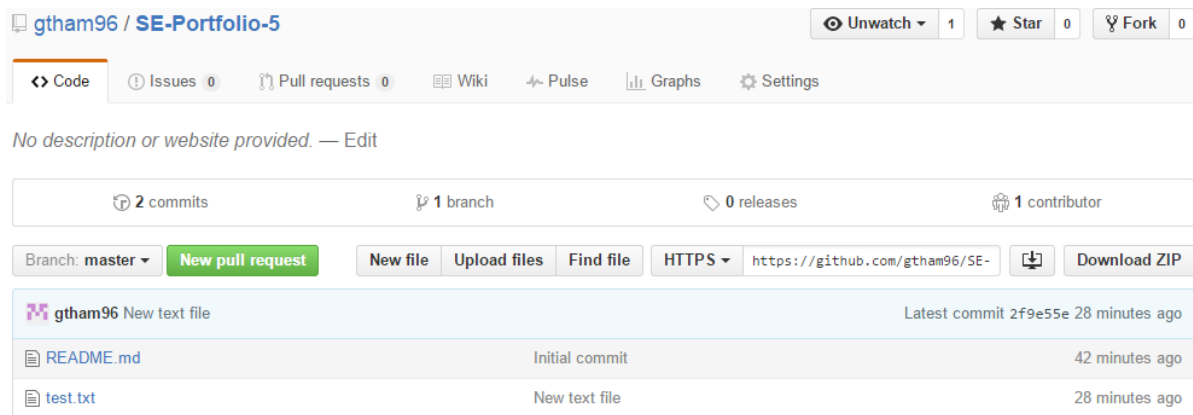 gtham96 / SE-Portfolio-5 Unwatch 1 Star 0 Fork 0
Code Issues 0 Pull requests 0 Wiki Pulse Graphs Settings
No description or website provided. — Edit
2 commits 1 branch 0 releases 1 contributor
Branch: master New pull request New file Upload files Find file HTTPS https://github.com/gtham96/SE- Download ZIP
gtham96 New text file Latest commit 2f9e55e 28 minutes ago
README.md Initial commit 42 minutes ago
test.txt New text file 28 minutes ago